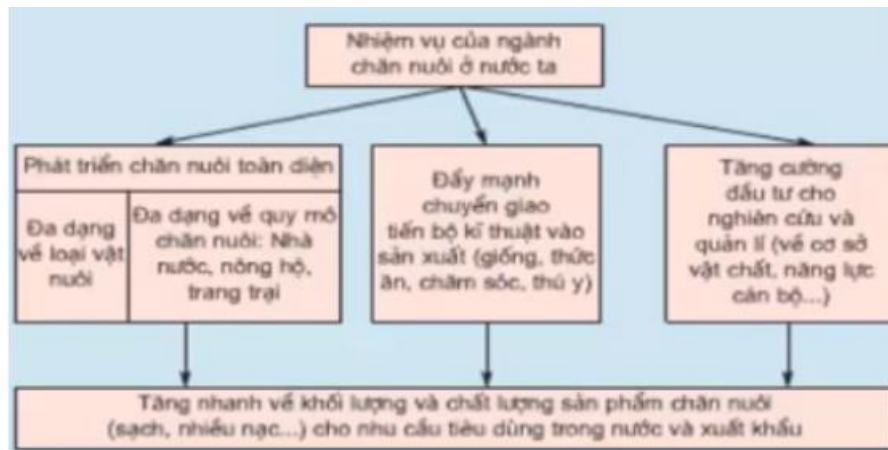 Nhiệm vụ của ngành
chăn nuôi ở nước ta
Phát triển chăn nuôi toàn diện
Đa dạng
về loại vật
nuôi
Đa dạng về quy mô
chăn nuôi: Nhà
nước, nông hộ,
trang trại
Đẩy mạnh
chuyển giao
tiến bộ kĩ thuật vào
sản xuất (giống, thức
ăn, chăm sóc, thú y)
Tăng cường
đầu tư cho
nghiên cứu và
quản lí (về cơ sở
vật chất, năng lực
cán bộ...)
Tăng nhanh về khối lượng và chất lượng sản phẩm chăn nuôi
(sạch, nhiều nạc...) cho nhu cầu tiêu dùng trong nước và xuất khẩu